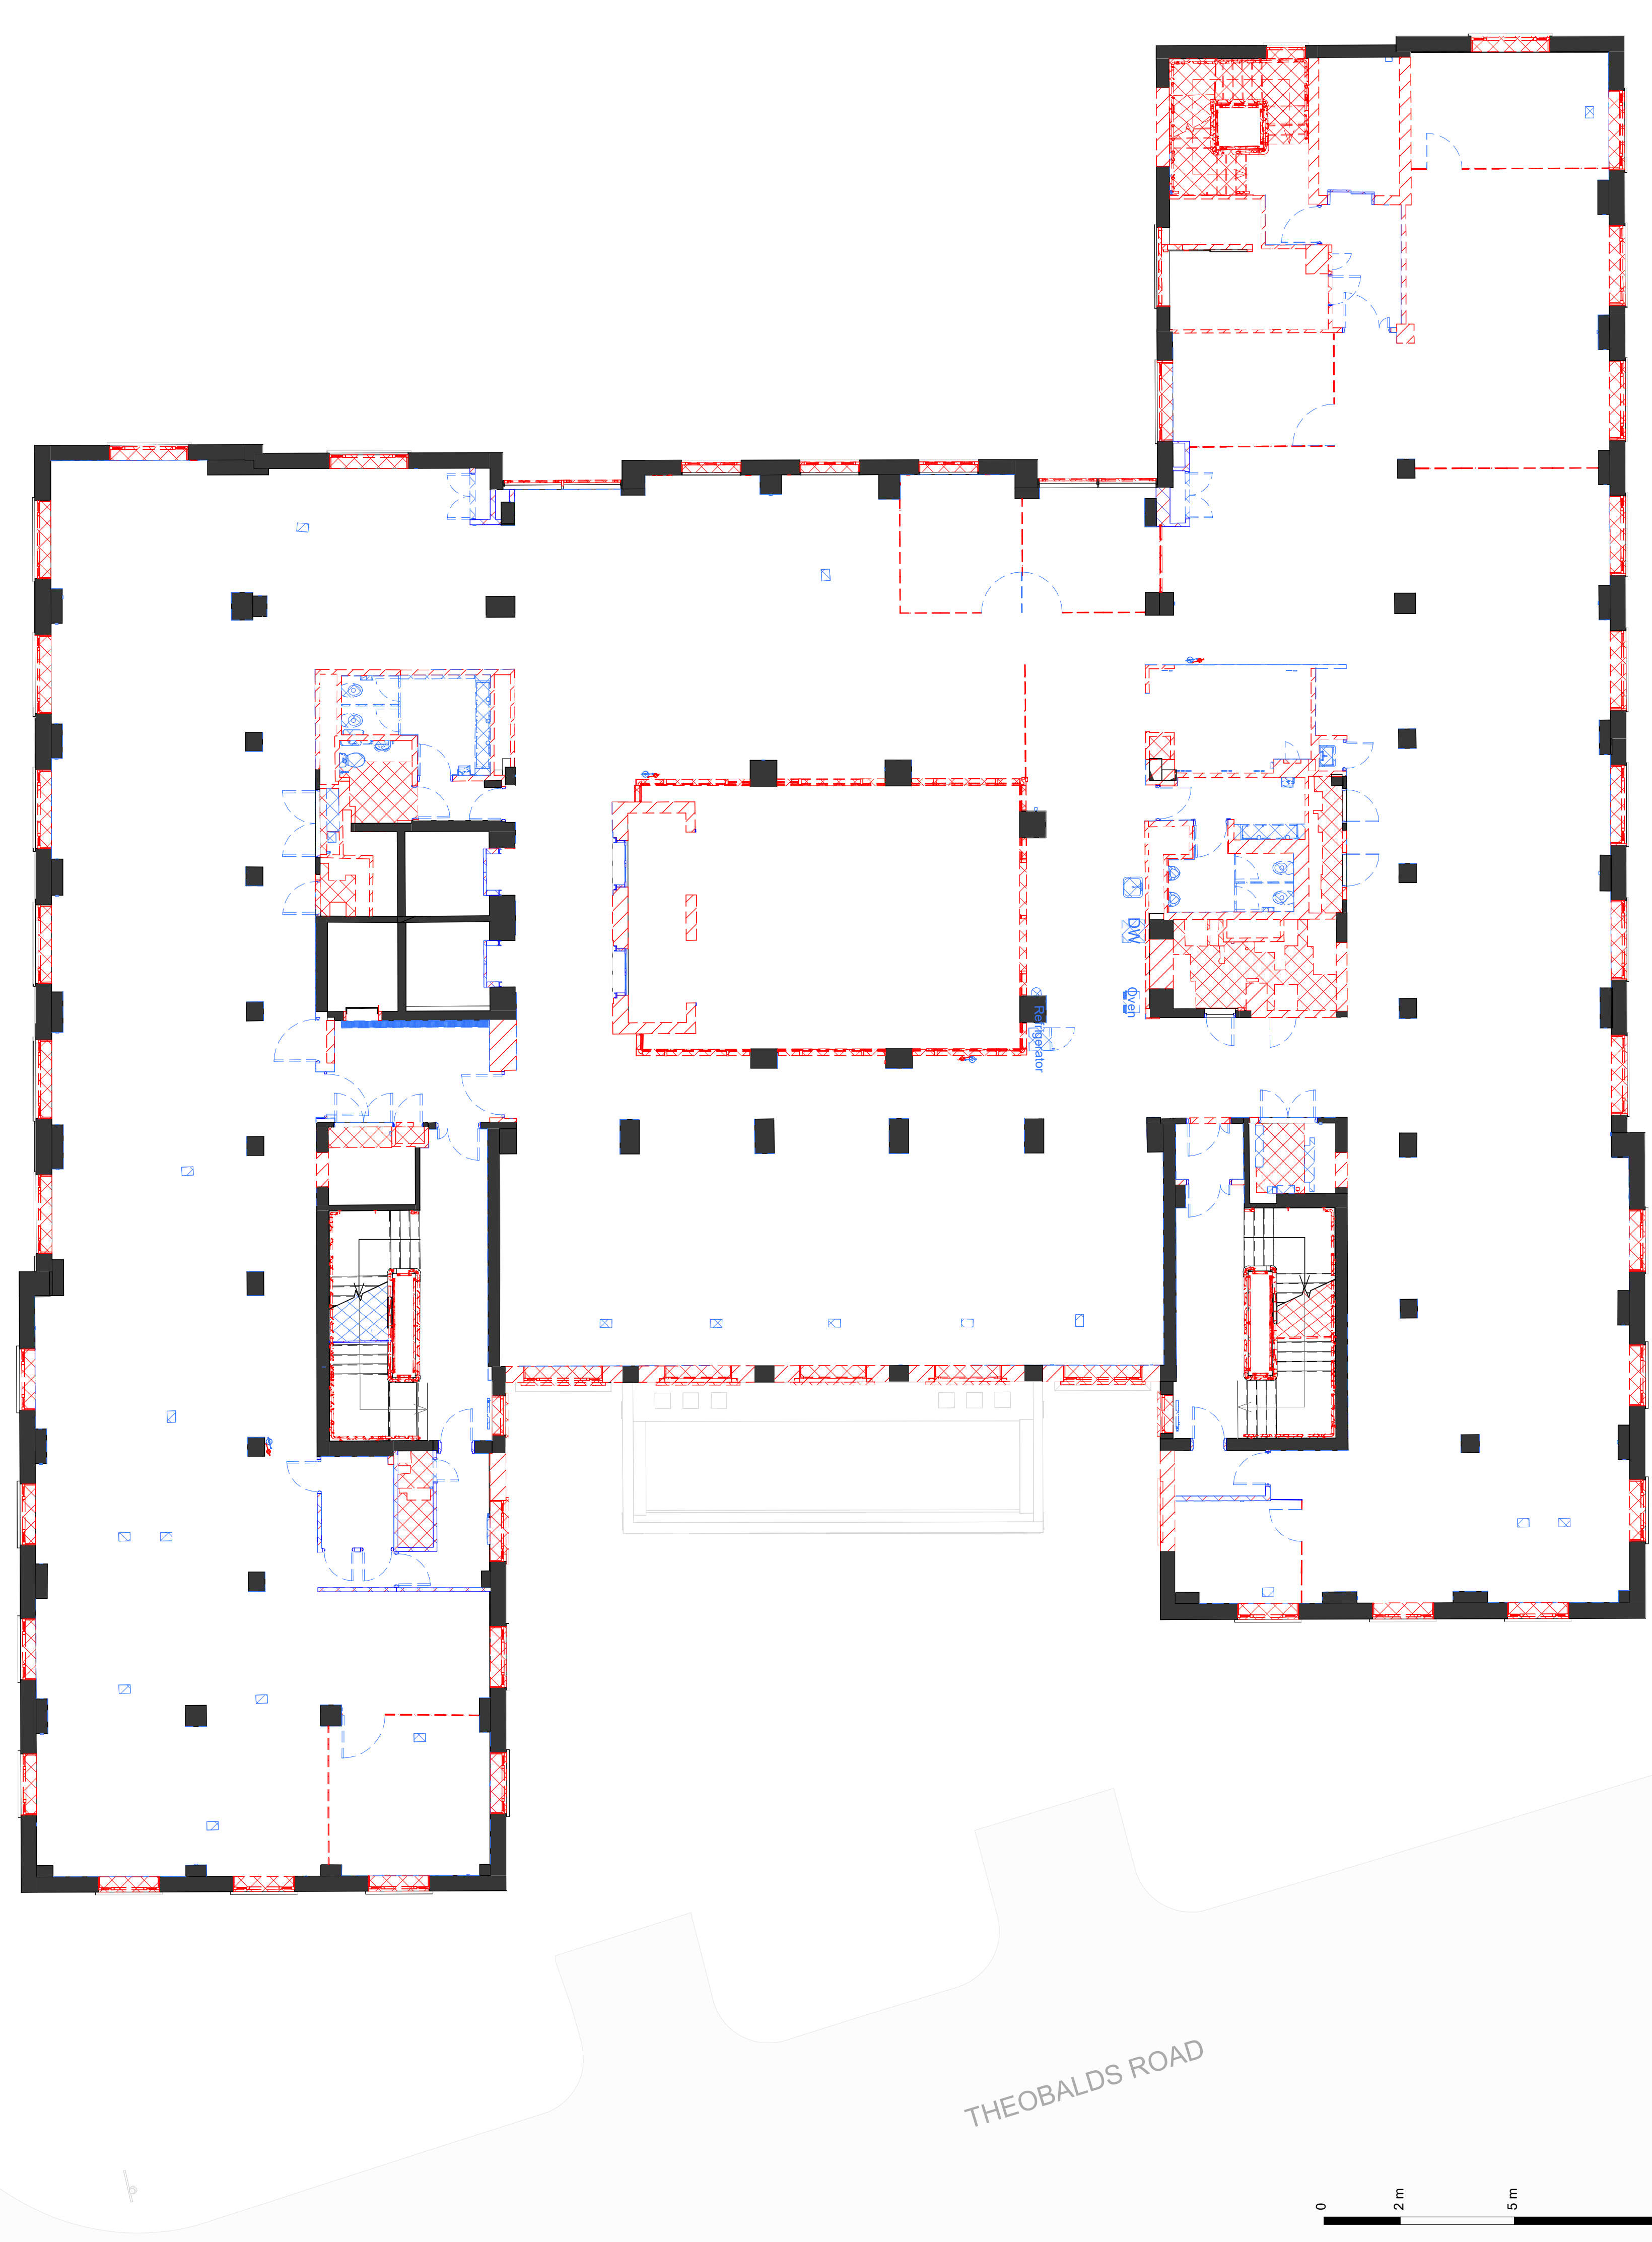 DW
Oven
Refrigerator
THEOBALDS ROAD
0
2 m
5 m